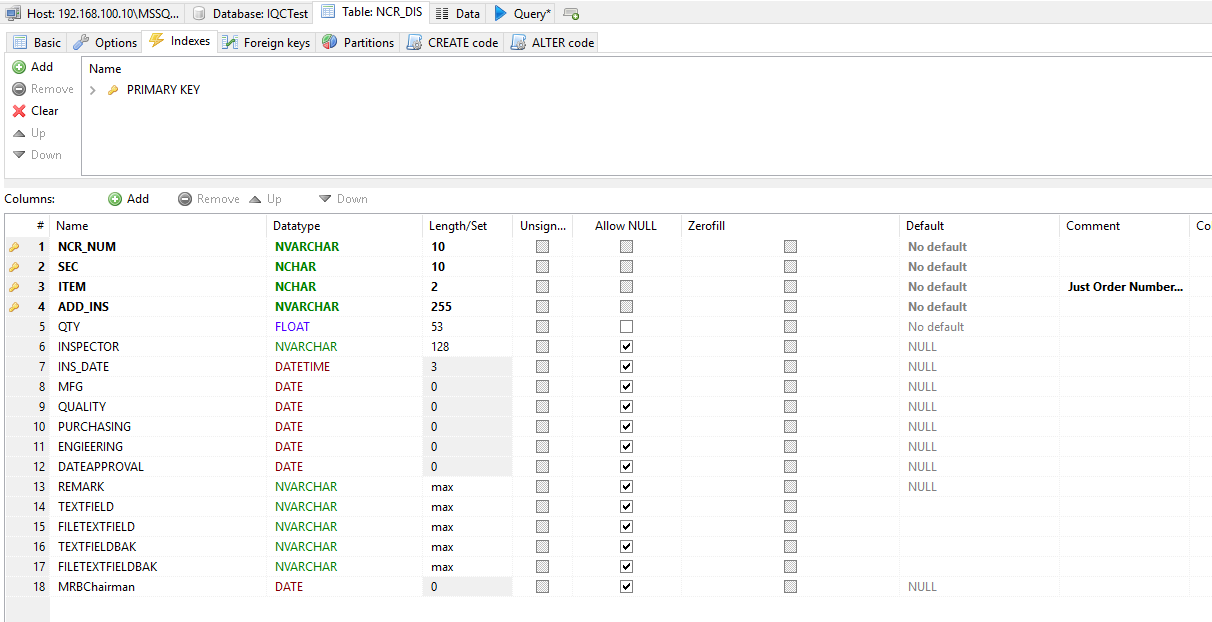 Host: 192.168.100.10\MSSQ... Database: IQCTest Table: NCR_DIS Data Query*
Basic Options Indexes Foreign keys Partitions CREATE code ALTER code
Add
Remove
Clear
Up
Down
Name
PRIMARY KEY
Columns: Add Remove Up Down
# Name Datatype Length/Set Unsign... Allow NULL Zerofill Default Comment Co
1 NCR_NUM NVARCHAR 10 No default
2 SEC NCHAR 10 No default
3 ITEM NCHAR 2 No default Just Order Number...
4 ADD_INS NVARCHAR 255 No default
5 QTY FLOAT 53 No default
6 INSPECTOR NVARCHAR 128 NULL
7 INS_DATE DATETIME 3 NULL
8 MFG DATE 0 NULL
9 QUALITY DATE 0 NULL
10 PURCHASING DATE 0 NULL
11 ENGIEERING DATE 0 NULL
12 DATEAPPROVAL DATE 0 NULL
13 REMARK NVARCHAR max NULL
14 TEXTFIELD NVARCHAR max
15 FILETEXTFIELD NVARCHAR max
16 TEXTFIELDBAK NVARCHAR max
17 FILETEXTFIELDBAK NVARCHAR max
18 MRBChairman DATE 0 NULL